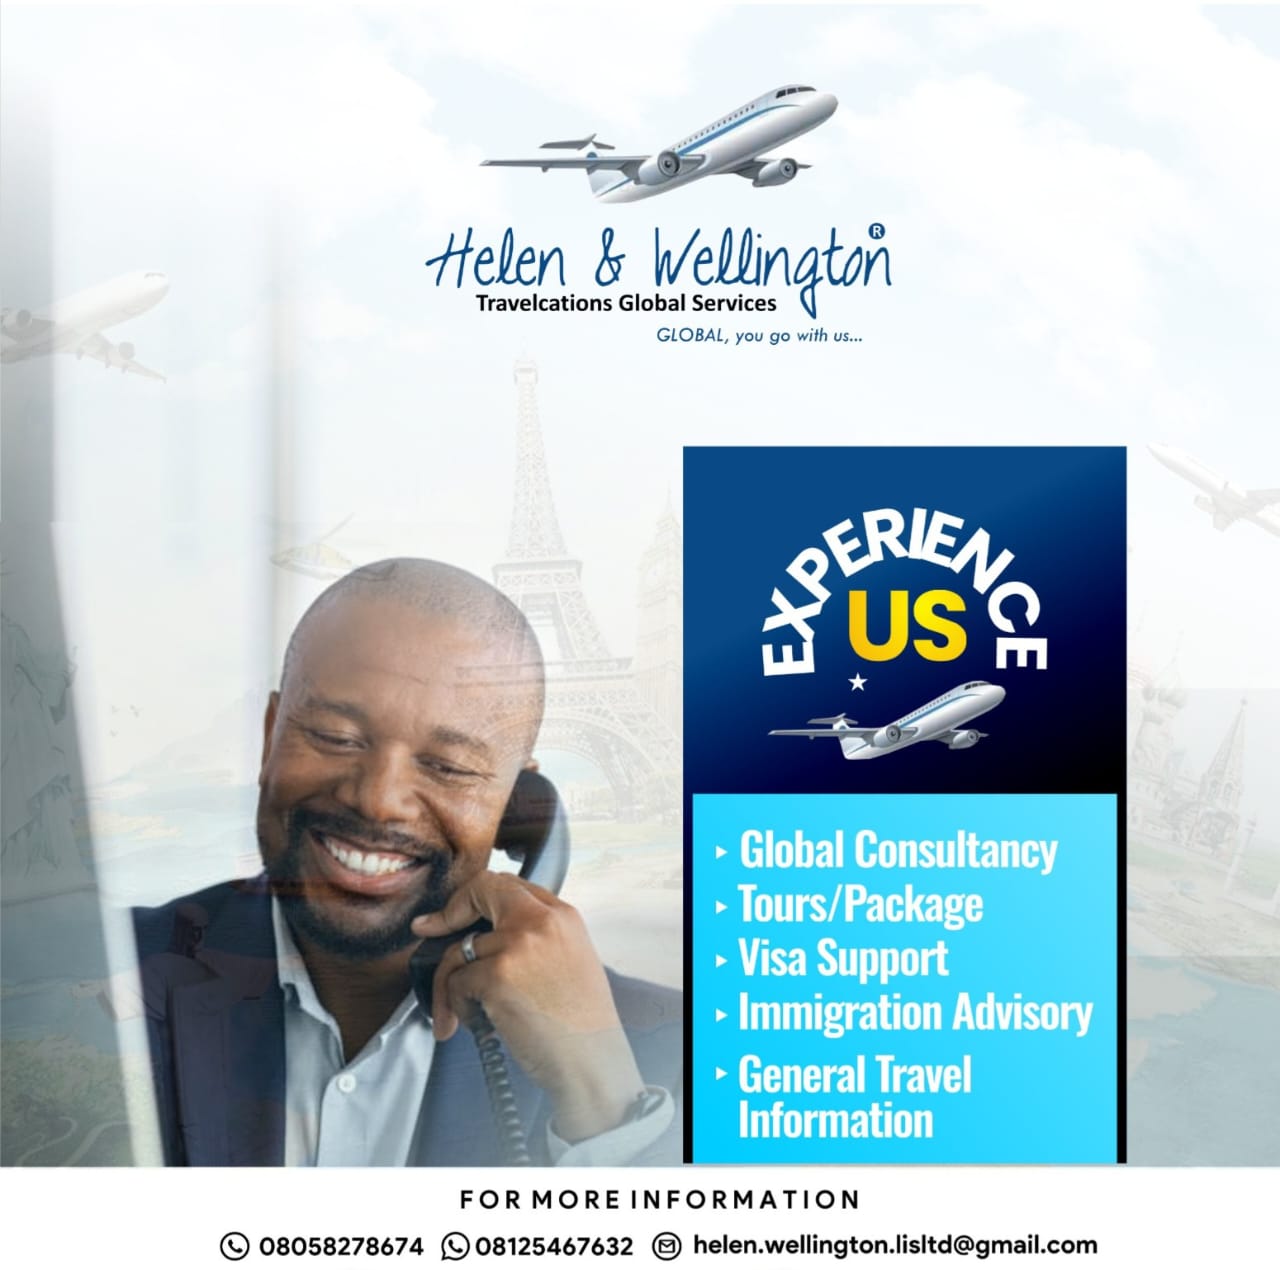 Helen & Wellington®
Travelcations Global Services
GLOBAL, you go with us...
EXPERIENCE
US
Global Consultancy
Tours/Package
Visa Support
Immigration Advisory
General Travel
Information
FOR MORE INFORMATION
08058278674 08125467632 helen.wellington.lisltd@gmail.com